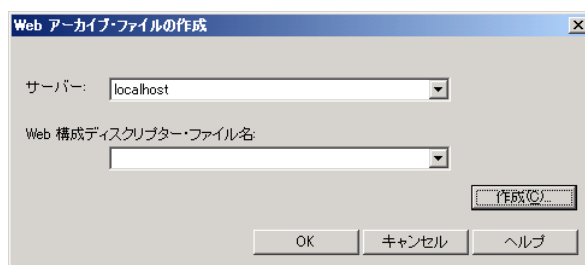 Web アーカイブ・ファイルの作成
サーバー: localhost
Web 構成ディスクリプター・ファイル名:
作成(C)...
OK キャンセル ヘルプ